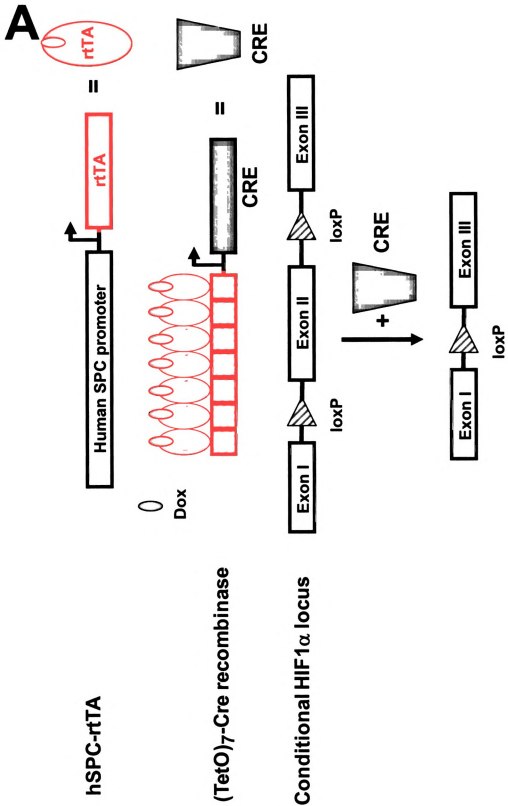 A
hSPC-rtTA
Human SPC promoter
rtTA
=
rtTA
Dox
(TetO)7-Cre recombinase
CRE
=
CRE
Conditional HIF1α locus
Exon I
loxP
Exon II
loxP
Exon III
+
CRE
Exon I
loxP
Exon III